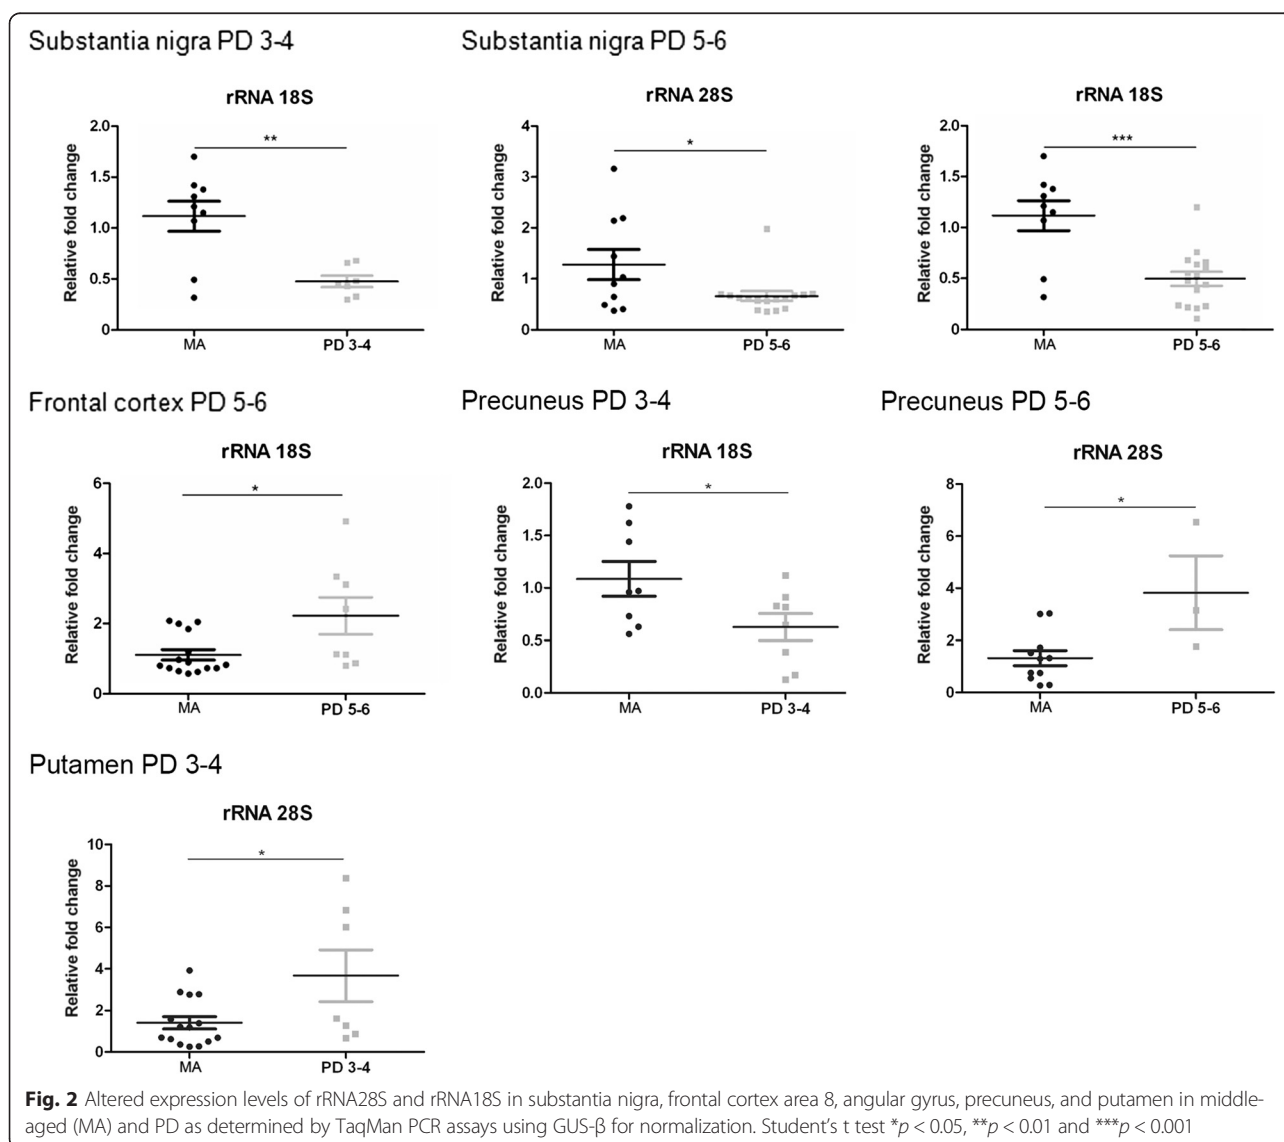 Substantia nigra PD 3-4
Substantia nigra PD 5-6
rRNA 18S
Relative fold change
2.0
1.5
1.0
0.5
0
**
MA
PD 3-4
rRNA 28S
Relative fold change
4
3
2
1
0
*
MA
PD 5-6
rRNA 18S
Relative fold change
2.0
1.5
1.0
0.5
0
***
MA
PD 5-6
Frontal cortex PD 5-6
Precuneus PD 3-4
Precuneus PD 5-6
rRNA 18S
Relative fold change
6
4
2
0
*
MA
PD 5-6
rRNA 18S
Relative fold change
2.0
1.5
1.0
0.5
0.0
*
MA
PD 3-4
rRNA 28S
Relative fold change
8
6
4
2
0
*
MA
PD 5-6
Putamen PD 3-4
rRNA 28S
Relative fold change
10
8
6
4
2
0
*
MA
PD 3-4
Fig. 2 Altered expression levels of rRNA28S and rRNA18S in substantia nigra, frontal cortex area 8, angular gyrus, precuneus, and putamen in middle-
aged (MA) and PD as determined by TaqMan PCR assays using GUS-β for normalization. Student's t test *p < 0.05, **p < 0.01 and ***p < 0.001